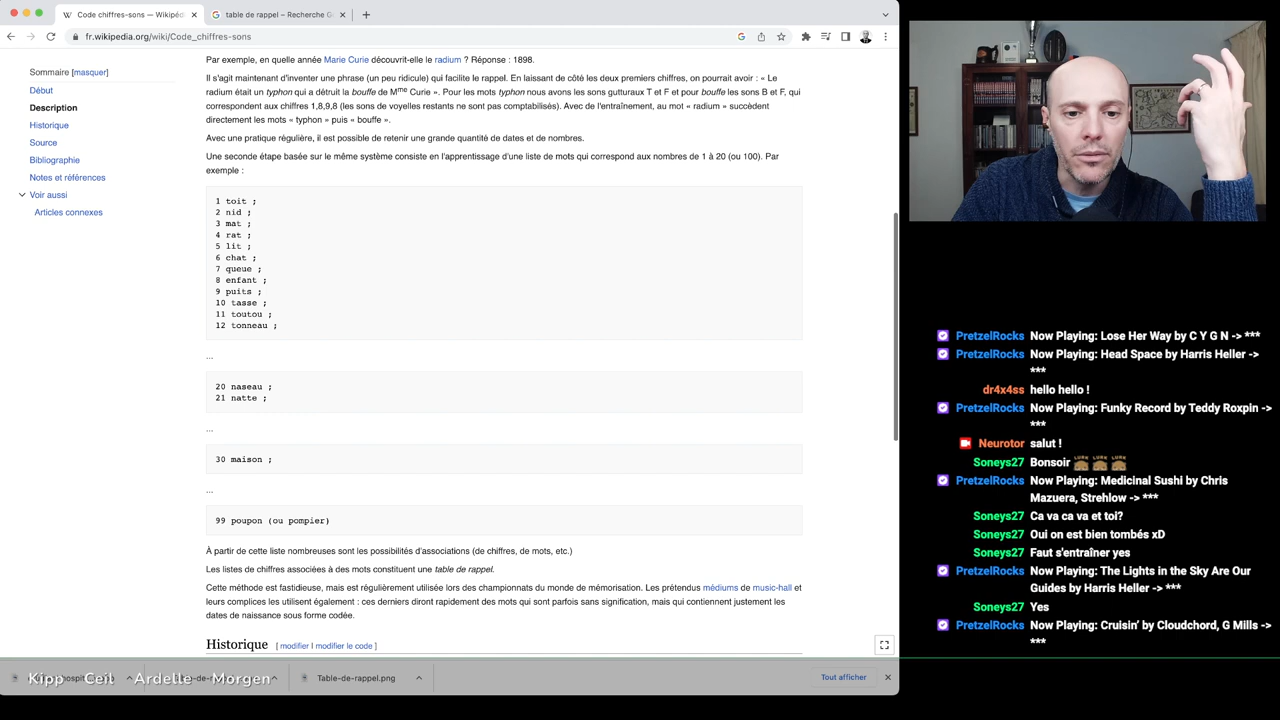 Code chiffres-sons — Wikipédi
table de rappel – Recherche G
fr.wikipedia.org/wiki/Code_chiffres-sons
Sommaire [masquer]
Début
Description
Historique
Source
Bibliographie
Notes et références
Voir aussi
Articles connexes
Par exemple, en quelle année Marie Curie découvrit-elle le radium ? Réponse : 1898.
Il s'agit maintenant d'inventer une phrase (un peu ridicule) qui facilite le rappel. En laissant de côté les deux premiers chiffres, on pourrait avoir : « Le
radium était un typhon qui a détruit la bouffe de Mme Curie ». Pour les mots typhon nous avons les sons gutturaux T et F et pour bouffe les sons B et F, qui
correspondent aux chiffres 1,8,9,8 (les sons de voyelles restants ne sont pas comptabilisés). Avec de l'entraînement, au mot « radium » succèdent
directement les mots « typhon » puis « bouffe ».
Avec une pratique régulière, il est possible de retenir une grande quantité de dates et de nombres.
Une seconde étape basée sur le même système consiste en l'apprentissage d'une liste de mots qui correspond aux nombres de 1 à 20 (ou 100). Par
exemple :
1 toit ;
2 nid ;
3 mat ;
4 rat ;
5 lit ;
6 chat ;
7 queue ;
8 enfant ;
9 puits ;
10 tasse ;
11 toutou ;
12 tonneau ;
...
20 naseau ;
21 natte ;
...
30 maison ;
...
99 poupon (ou pompier)
À partir de cette liste nombreuses sont les possibilités d'associations (de chiffres, de mots, etc.)
Les listes de chiffres associées à des mots constituent une table de rappel.
Cette méthode est fastidieuse, mais est régulièrement utilisée lors des championnats du monde de mémorisation. Les prétendus médiums de music-hall et
leurs complices les utilisent également : ces derniers diront rapidement des mots qui sont parfois sans signification, mais qui contiennent justement les
dates de naissance sous forme codée.
Historique [ modifier | modifier le code ]
Kipp Ceil Ardelle Morgen
Table-de-rappel.png
Tout afficher
PretzelRocks Now Playing: Lose Her Way by C Y G N -> ***
PretzelRocks Now Playing: Head Space by Harris Heller ->
***
dr4x4ss hello hello !
PretzelRocks Now Playing: Funky Record by Teddy Roxpin ->
***
Neurotor salut !
Soneys27 Bonsoir
PretzelRocks Now Playing: Medicinal Sushi by Chris
Mazuera, Strehlow -> ***
Soneys27 Ca va ca va et toi?
Soneys27 Oui on est bien tombés xD
Soneys27 Faut s'entraîner yes
PretzelRocks Now Playing: The Lights in the Sky Are Our
Guides by Harris Heller -> ***
Soneys27 Yes
PretzelRocks Now Playing: Cruisin' by Cloudchord, G Mills ->
***